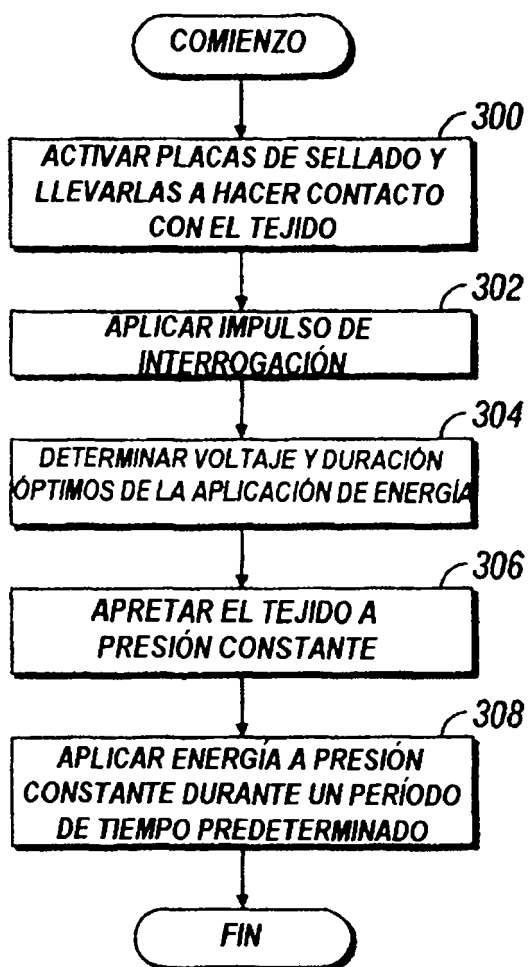 COMIENZO
300
ACTIVAR PLACAS DE SELLADO Y
LLEVARLAS A HACER CONTACTO
CON EL TEJIDO
302
APLICAR IMPULSO DE
INTERROGACIÓN
304
DETERMINAR VOLTAJE Y DURACIÓN
ÓPTIMOS DE LA APLICACIÓN DE ENERGÍA
306
APRETAR EL TEJIDO A
PRESIÓN CONSTANTE
308
APLICAR ENERGÍA A PRESIÓN
CONSTANTE DURANTE UN PERÍODO
DE TIEMPO PREDETERMINADO
FIN